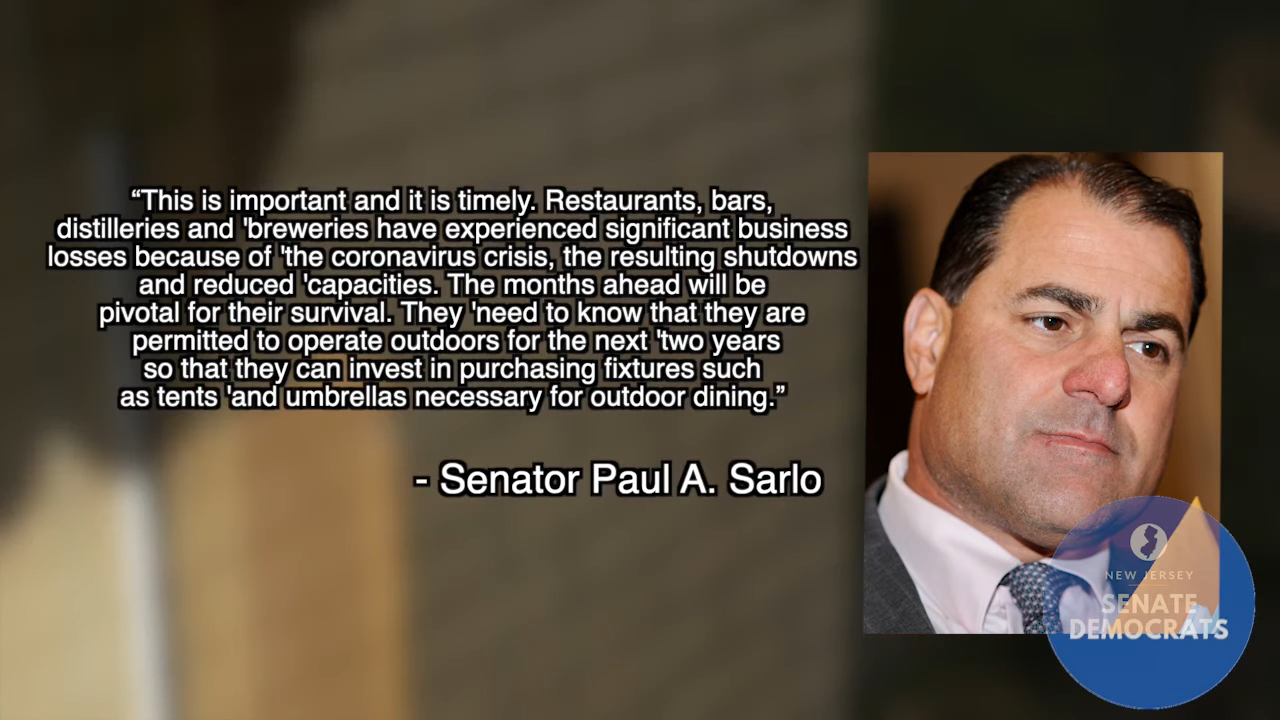 “This is important and it is timely. Restaurants, bars,
distilleries and 'breweries have experienced significant business
losses because of 'the coronavirus crisis, the resulting shutdowns
and reduced 'capacities. The months ahead will be
pivotal for their survival. They 'need to know that they are
permitted to operate outdoors for the next 'two years
so that they can invest in purchasing fixtures such
as tents 'and umbrellas necessary for outdoor dining.”
- Senator Paul A. Sarlo
NEW JERSEY
SENATE
DEMOCRATS